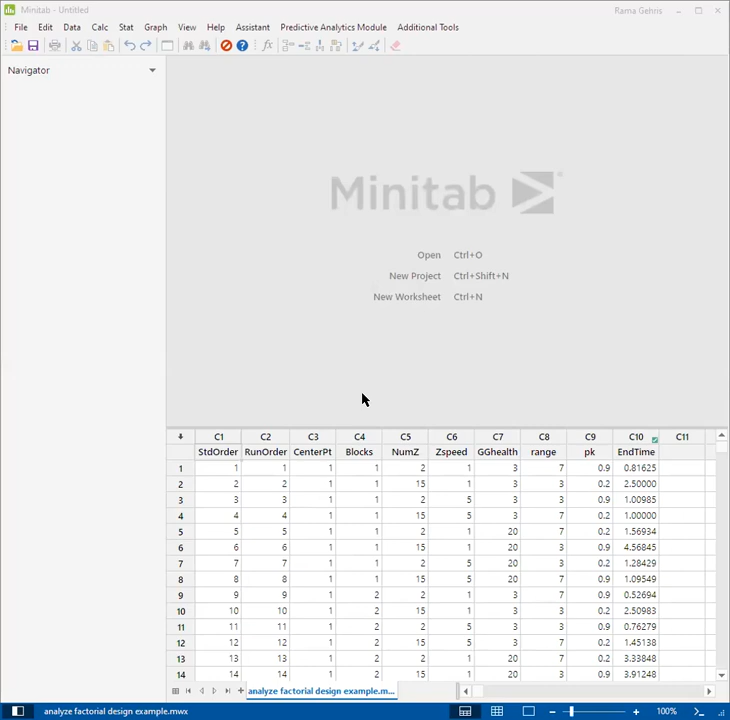 Minitab - Untitled
Rama Gehris
File Edit Data Calc Stat Graph View Help Assistant Predictive Analytics Module Additional Tools
Navigator
Minitab
Open Ctrl+O
New Project Ctrl+Shift+N
New Worksheet Ctrl+N
C1 C2 C3 C4 C5 C6 C7 C8 C9 C10 C11
StdOrder RunOrder CenterPt Blocks NumZ Zspeed GGhealth range pk EndTime
1 1 1 1 1 2 1 3 7 0.9 0.81625
2 2 2 1 1 15 1 3 3 0.2 2.50000
3 3 3 1 1 2 5 3 3 0.9 1.00985
4 4 4 1 1 15 5 3 7 0.2 1.00000
5 5 5 1 1 2 1 20 7 0.2 1.56934
6 6 6 1 1 15 1 20 3 0.9 4.56845
7 7 7 1 1 2 5 20 3 0.2 1.28429
8 8 8 1 1 15 5 20 7 0.9 1.09549
9 9 9 1 2 2 1 3 7 0.9 0.52694
10 10 10 1 2 15 1 3 3 0.2 2.50983
11 11 11 1 2 2 5 3 3 0.9 0.76279
12 12 12 1 2 15 5 3 7 0.2 1.45138
13 13 13 1 2 2 1 20 7 0.2 3.33848
14 14 14 1 2 15 1 20 3 0.9 3.91248
analyze factorial design example.m...
analyze factorial design example.mwx
100%